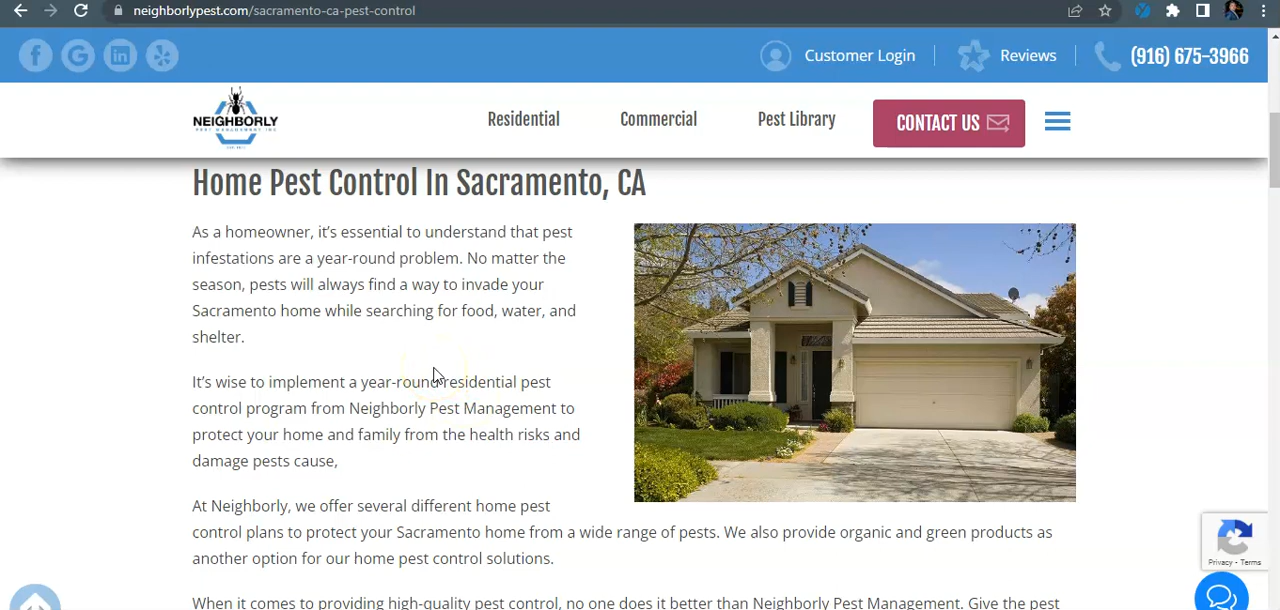 neighborlypest.com/sacramento-ca-pest-control
Customer Login
Reviews
(916) 675-3966
NEIGHBORLY
PEST MANAGEMENT INC
Residential
Commercial
Pest Library
CONTACT US
Home Pest Control In Sacramento, CA
As a homeowner, it’s essential to understand that pest
infestations are a year-round problem. No matter the
season, pests will always find a way to invade your
Sacramento home while searching for food, water, and
shelter.
It’s wise to implement a year-round residential pest
control program from Neighborly Pest Management to
protect your home and family from the health risks and
damage pests cause,
At Neighborly, we offer several different home pest
control plans to protect your Sacramento home from a wide range of pests. We also provide organic and green products as
another option for our home pest control solutions.
When it comes to providing high-quality pest control, no one does it better than Neighborly Pest Management. Give the pest
Privacy - Terms